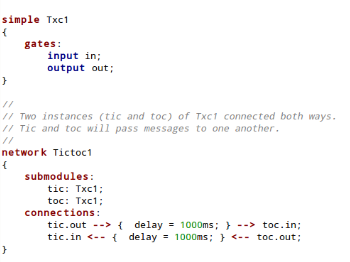 simple Txc1
{
    gates:
        input in;
        output out;
}
//
// Two instances (tic and toc) of Txc1 connected both ways.
// Tic and toc will pass messages to one another.
//
network Tictoc1
{
    submodules:
        tic: Txc1;
        toc: Txc1;
    connections:
        tic.out --> {  delay = 1000ms; } --> toc.in;
        tic.in <-- {  delay = 1000ms; } <-- toc.out;
}